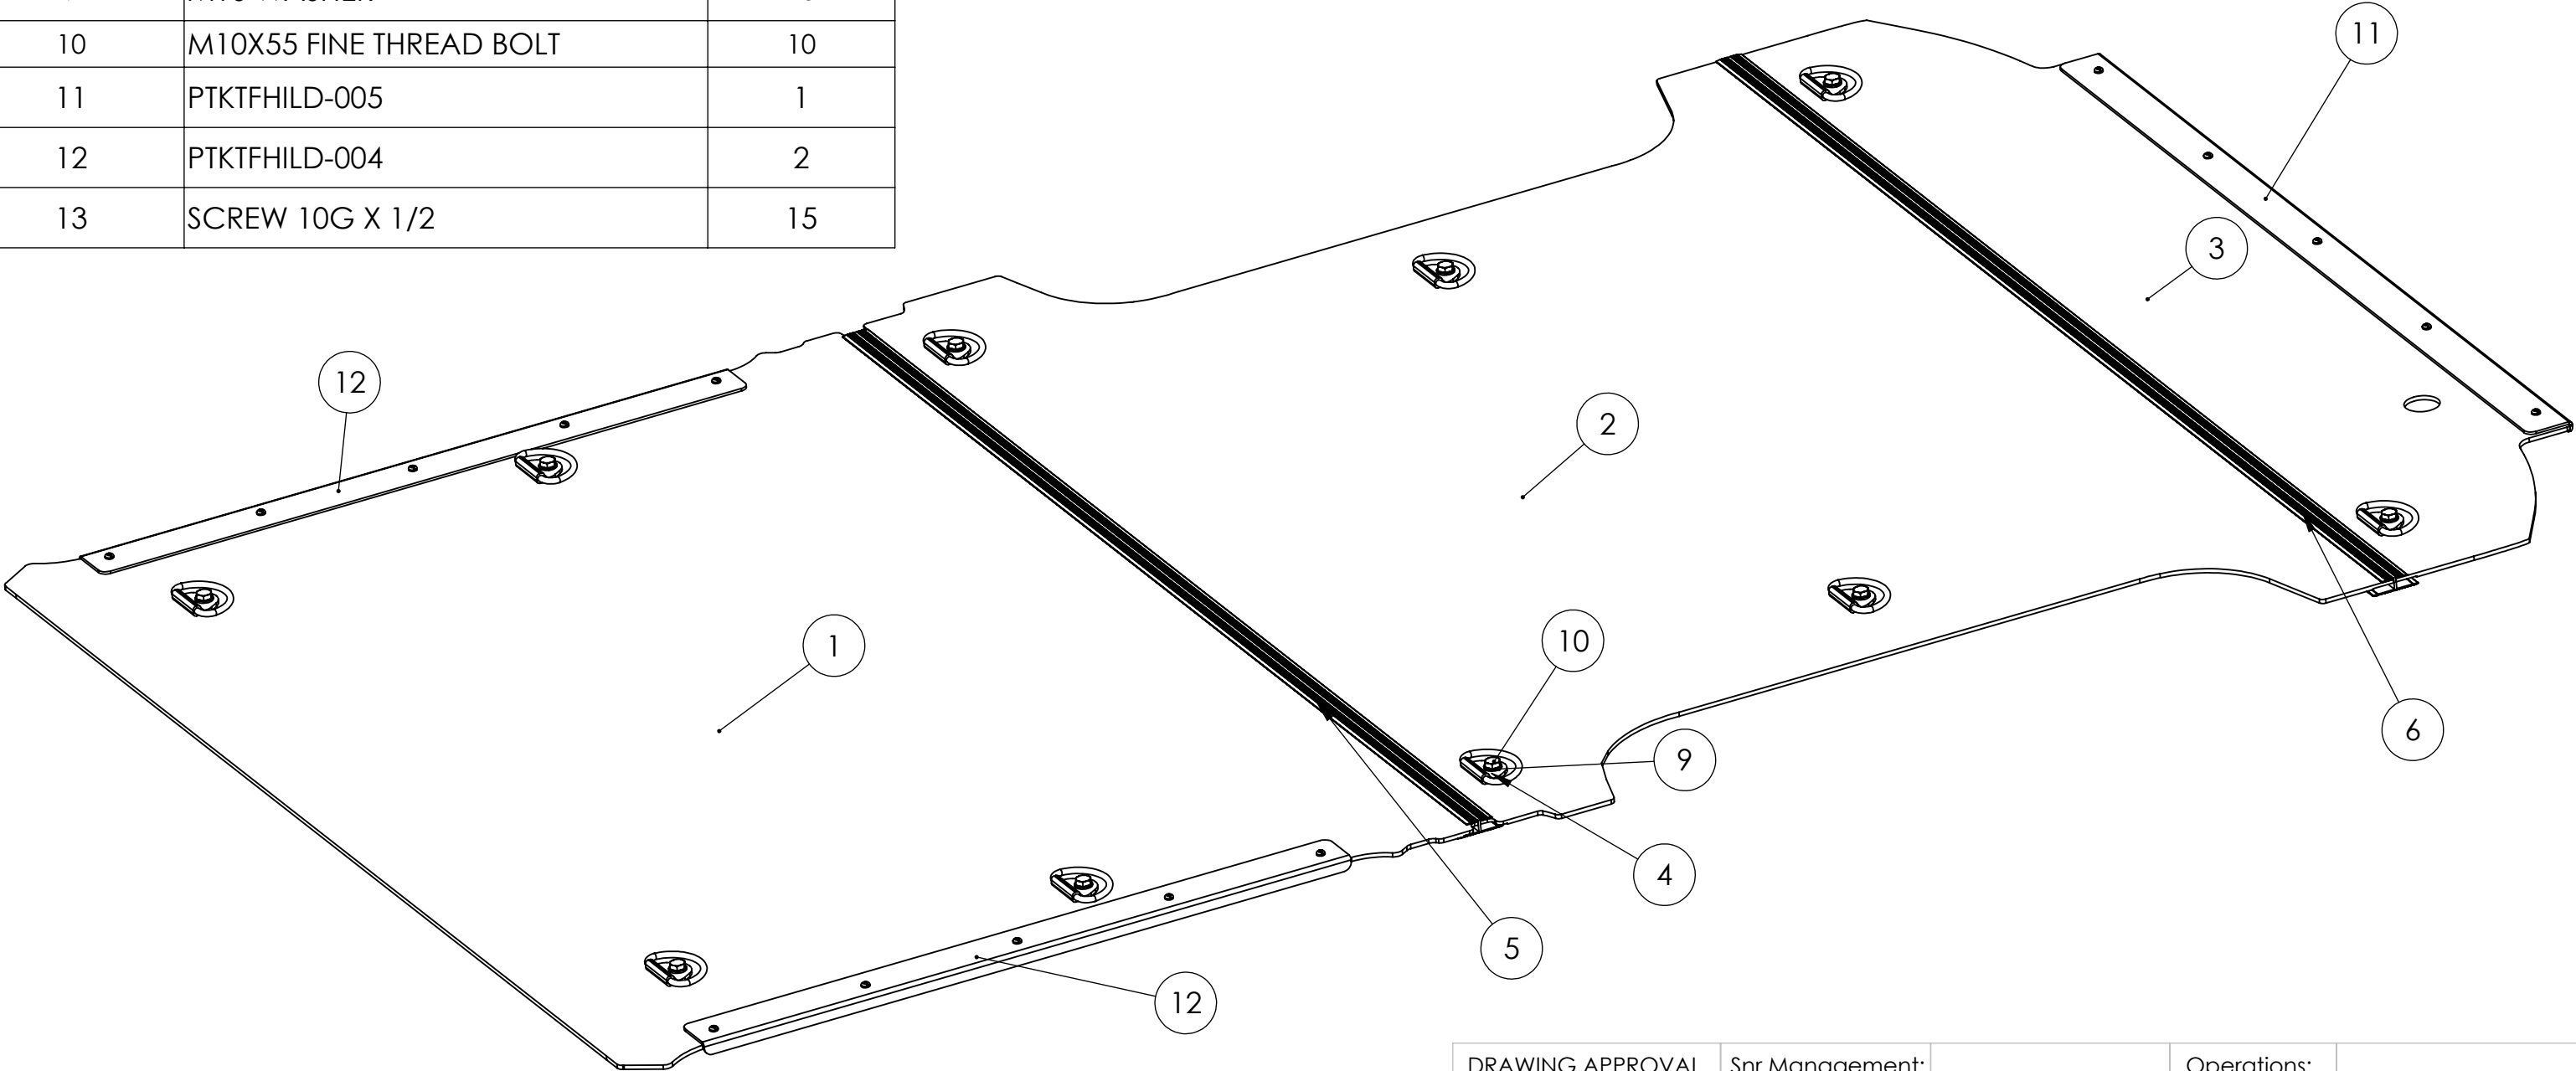 10 M10X55 FINE THREAD BOLT 10
11 PTKTFHILD-005 1
12 PTKTFHILD-004 2
13 SCREW 10G X 1/2 15
11
3
12
2
1
10
9
6
4
5
12
DRAWING APPROVAL Snr Management: Operations: